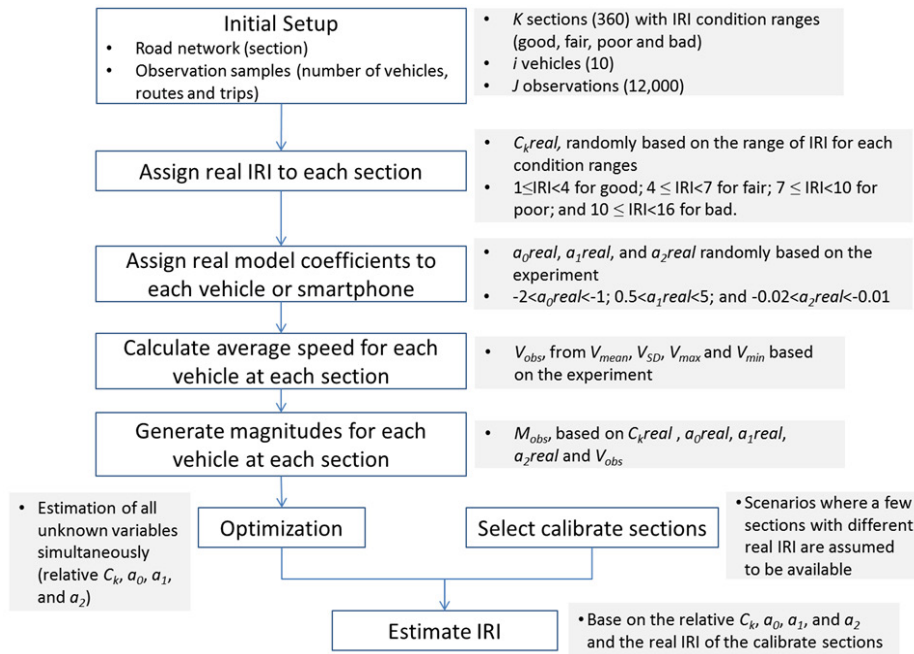 Initial Setup
• Road network (section)
• Observation samples (number of vehicles,
routes and trips)
• K sections (360) with IRI condition ranges
(good, fair, poor and bad)
• i vehicles (10)
• J observations (12,000)
Assign real IRI to each section
• Ckreal, randomly based on the range of IRI for each
condition ranges
• 1≤IRI<4 for good; 4 ≤ IRI<7 for fair; 7 ≤ IRI<10 for
poor; and 10 ≤ IRI<16 for bad.
Assign real model coefficients to
each vehicle or smartphone
• a0real, a1real, and a2real randomly based on the
experiment
• -2<a0real<-1; 0.5<a1real<5; and -0.02<a2real<-0.01
Calculate average speed for each
vehicle at each section
• Vobs, from Vmean, VSD, Vmax and Vmin based
on the experiment
Generate magnitudes for each
vehicle at each section
• Mobs, based on Ckreal , a0real, a1real,
a2real and Vobs
• Estimation of all
unknown variables
simultaneously
(relative Ck, a0, a1,
and a2)
Optimization
Select calibrate sections
• Scenarios where a few
sections with different
real IRI are assumed
to be available
Estimate IRI
• Base on the relative Ck, a0, a1, and a2
and the real IRI of the calibrate sections